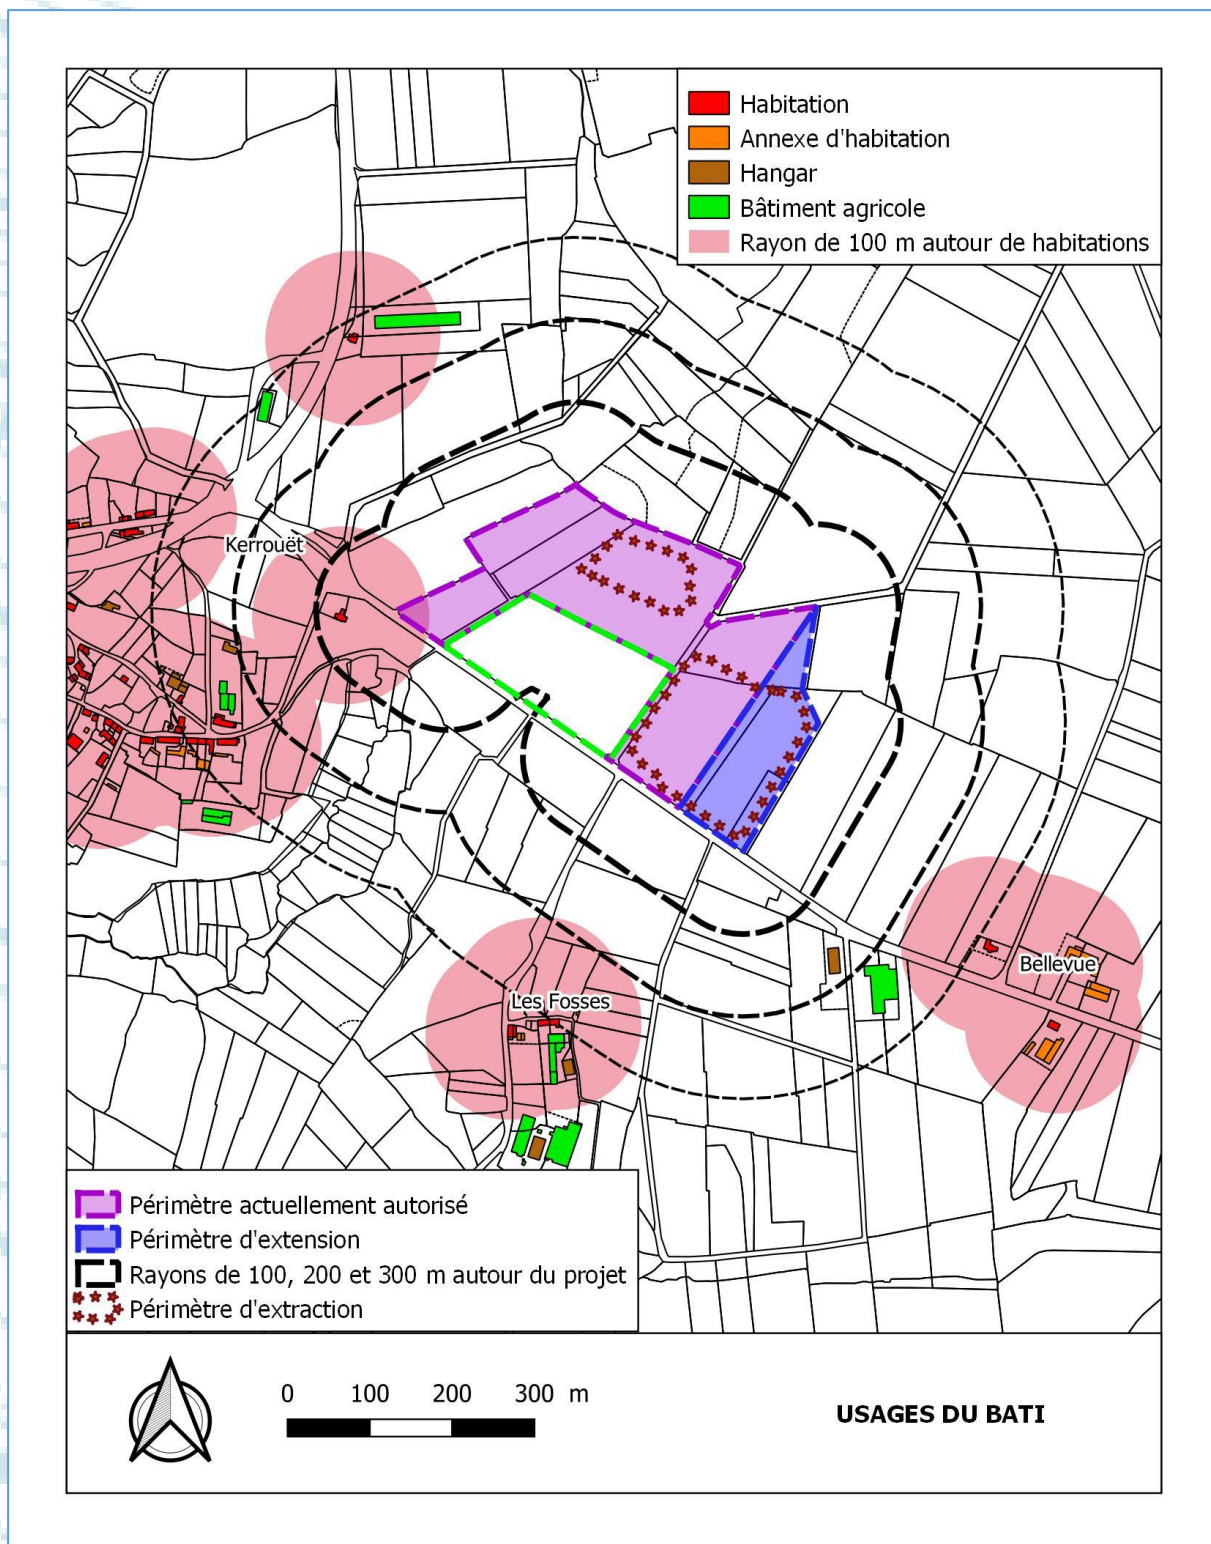 Habitation
Annexe d'habitation
Hangar
Bâtiment agricole
Rayon de 100 m autour de habitations
Kerrouët
Bellevue
Les Fosses
Périmètre actuellement autorisé
Périmètre d'extension
Rayons de 100, 200 et 300 m autour du projet
Périmètre d'extraction
0 100 200 300 m
USAGES DU BATI